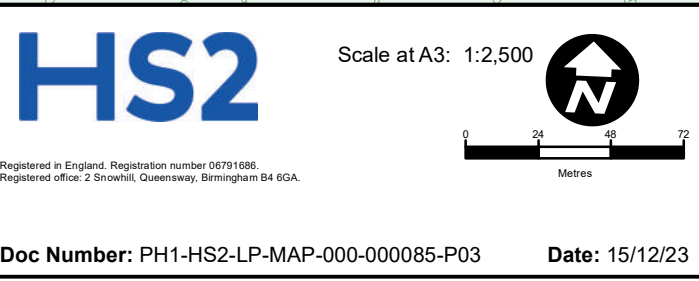 HS2
Scale at A3: 1:2,500
N
0 24 48 72
Metres
Registered in England. Registration number 06791686.
Registered office: 2 Snowhill, Queensway, Birmingham B4 6GA.
Doc Number: PH1-HS2-LP-MAP-000-000085-P03 Date: 15/12/23